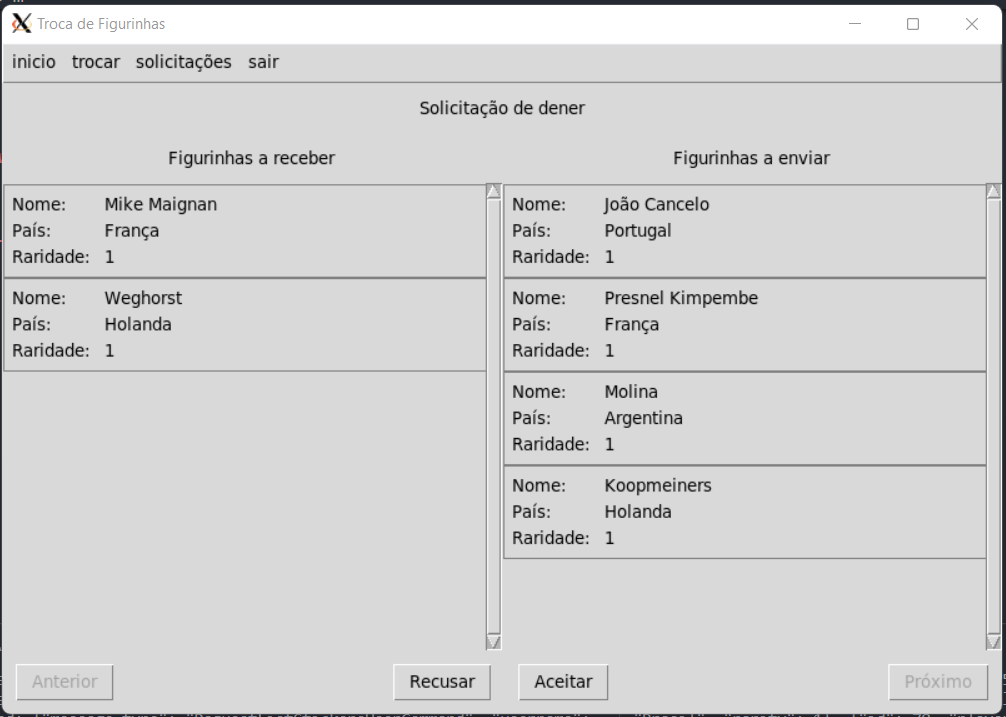 Troca de Figurinhas
inicio trocar solicitações sair
Solicitação de dener
Figurinhas a receber
Nome: Mike Maignan
País: França
Raridade: 1
Nome: Weghorst
País: Holanda
Raridade: 1
Figurinhas a enviar
Nome: João Cancelo
País: Portugal
Raridade: 1
Nome: Presnel Kimpembe
País: França
Raridade: 1
Nome: Molina
País: Argentina
Raridade: 1
Nome: Koopmeiners
País: Holanda
Raridade: 1
Anterior Recusar Aceitar Próximo